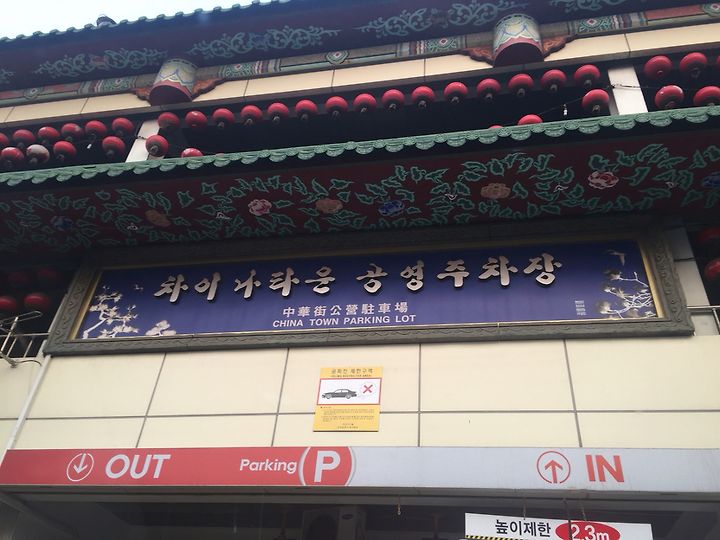 차이나타운 공영주차장
中華街公營駐車場
CHINA TOWN PARKING LOT
OUT
Parking P
IN
높이제한 2.3m